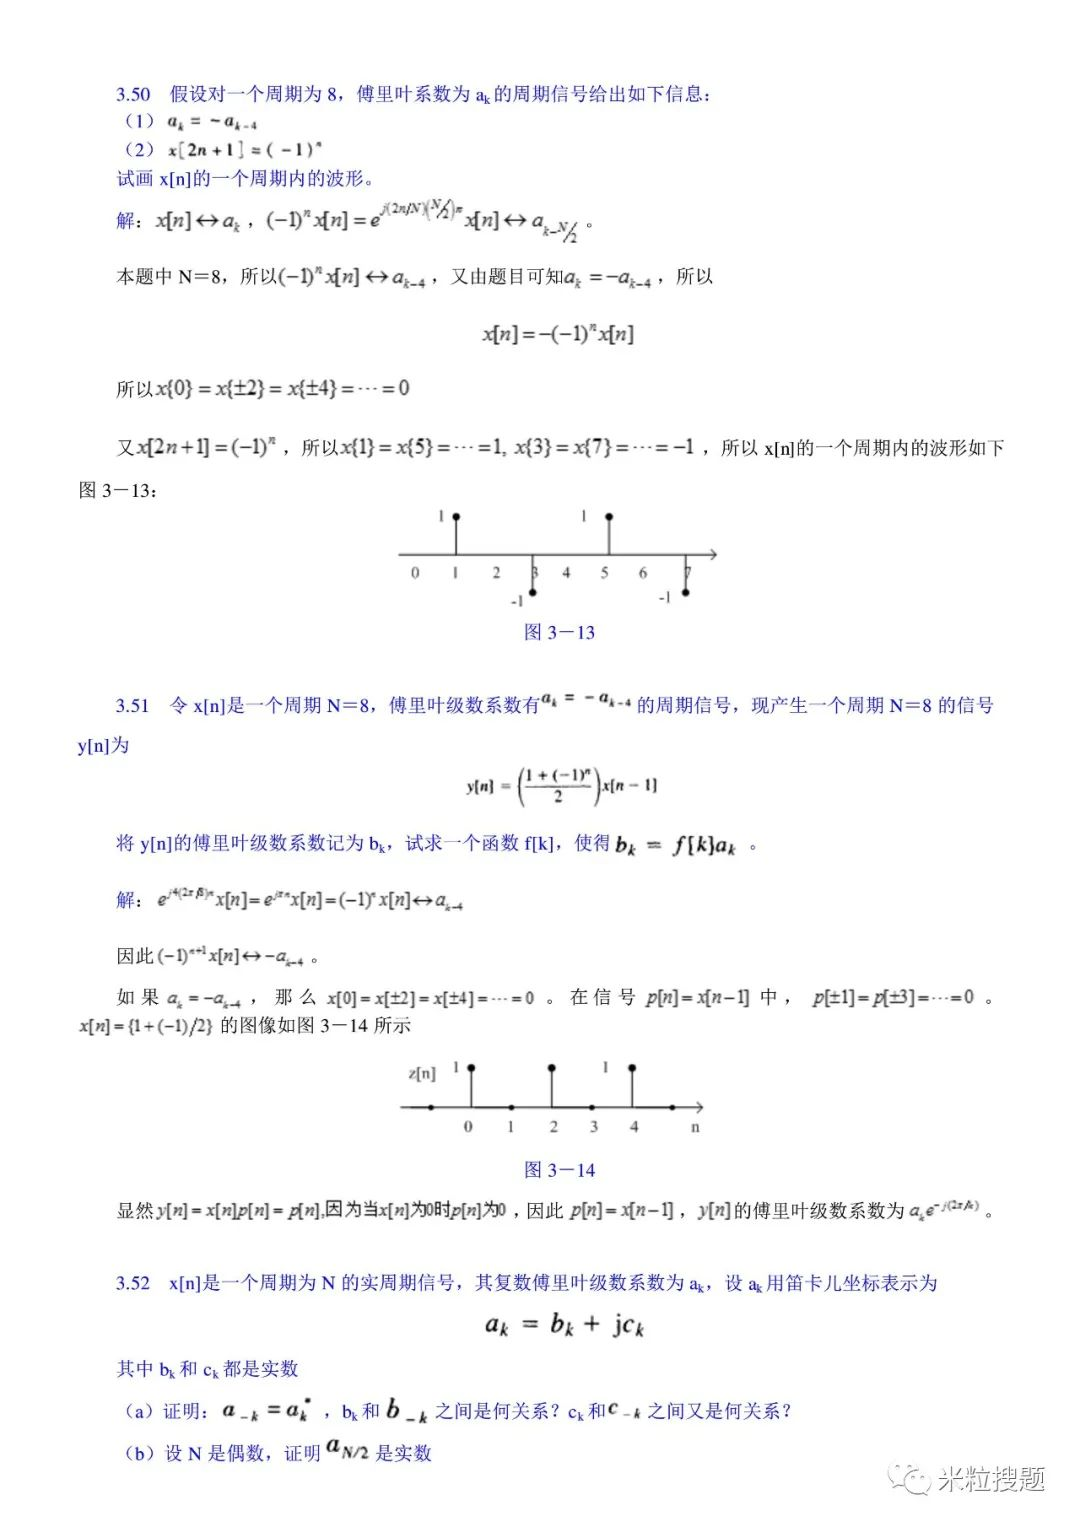 3.50 假设对一个周期为 8，傅里叶系数为 aₖ的周期信号给出如下信息：
（1）aₖ = －aₖ₋₄
（2）x[2n + 1] = ( －1)ⁿ
试画 x[n]的一个周期内的波形。
解：x[n]↔aₖ，(−1)ⁿx[n] = e^{j(2π/N)(N/2)n}x[n]↔a_{k−N/2}。
本题中 N＝8，所以(−1)ⁿx[n]↔aₖ₋₄，又由题目可知aₖ = −aₖ₋₄，所以
x[n] = −(−1)ⁿx[n]
所以x{0} = x{±2} = x{±4} = ⋯ = 0
又x[2n+1] = (−1)ⁿ，所以x{1} = x{5} = ⋯ = 1, x{3} = x{7} = ⋯ = −1，所以 x[n]的一个周期内的波形如下
图 3－13：
1 1
0 1 2 3 4 5 6 7
-1 -1
图 3－13
3.51 令 x[n]是一个周期 N＝8，傅里叶级数系数有aₖ = －aₖ₋₄ 的周期信号，现产生一个周期 N＝8 的信号
y[n]为
y[n] = ((1 + (−1)ⁿ)/2)x[n − 1]
将 y[n]的傅里叶级数系数记为 bₖ，试求一个函数 f[k]，使得 bₖ = f{k}aₖ 。
解：e^{j4(2π/8)n}x[n] = e^{jπn}x[n] = (−1)ⁿx[n]↔aₖ₋₄
因此(−1)ⁿ⁺¹x[n]↔−aₖ₋₄。
如果 aₖ = −aₖ₋₄，那么 x[0] = x[±2] = x[±4] = ⋯ = 0 。在信号 p[n] = x[n−1] 中， p[±1] = p[±3] = ⋯ = 0 。
x[n] = {1+(−1)/2} 的图像如图 3－14 所示
z[n] 1 1
0 1 2 3 4 n
图 3－14
显然y[n] = x[n]p[n] = p[n],因为当x[n]为0时p[n]为0，因此 p[n] = x[n−1]，y[n]的傅里叶级数系数为 aₖe^{−j(2π/k)}。
3.52 x[n]是一个周期为 N 的实周期信号，其复数傅里叶级数系数为 aₖ，设 aₖ用笛卡儿坐标表示为
aₖ = bₖ + jcₖ
其中 bₖ和 cₖ都是实数
（a）证明：a₋ₖ = aₖ*，bₖ和 b₋ₖ 之间是何关系？cₖ和c₋ₖ 之间又是何关系？
（b）设 N 是偶数，证明 a_{N/2} 是实数
米粒搜题